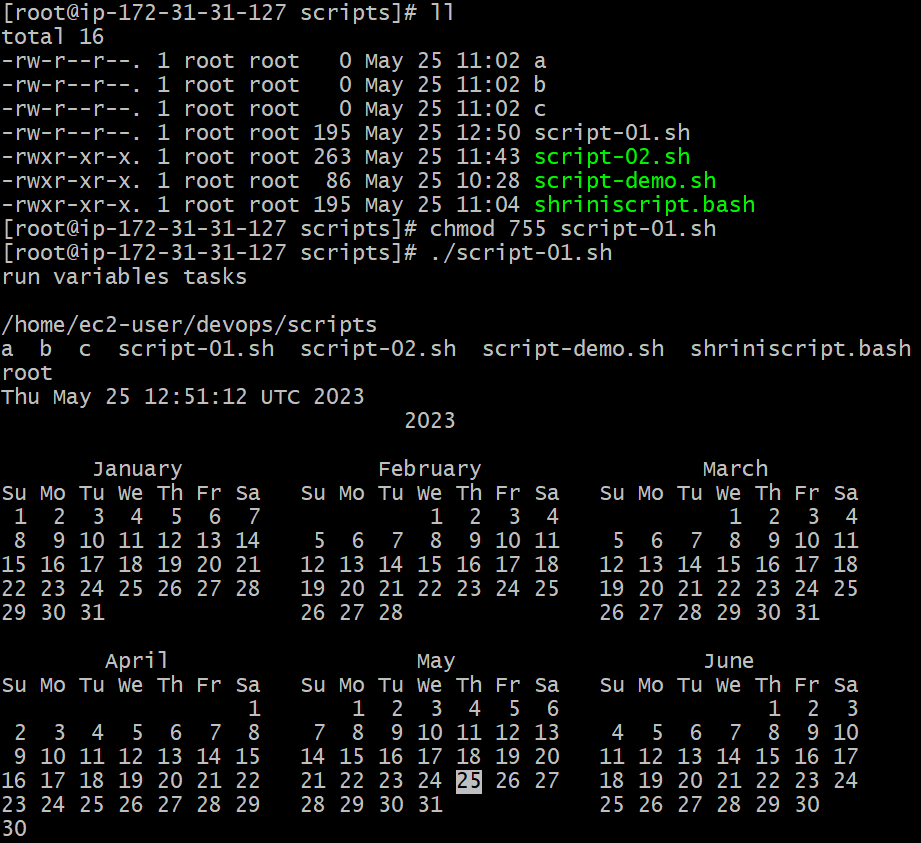 [root@ip-172-31-31-127 scripts]# ll
total 16
-rw-r--r--. 1 root root   0 May 25 11:02 a
-rw-r--r--. 1 root root   0 May 25 11:02 b
-rw-r--r--. 1 root root   0 May 25 11:02 c
-rw-r--r--. 1 root root 195 May 25 12:50 script-01.sh
-rwxr-xr-x. 1 root root 263 May 25 11:43 script-02.sh
-rwxr-xr-x. 1 root root  86 May 25 10:28 script-demo.sh
-rwxr-xr-x. 1 root root 195 May 25 11:04 shriniscript.bash
[root@ip-172-31-31-127 scripts]# chmod 755 script-01.sh
[root@ip-172-31-31-127 scripts]# ./script-01.sh
run variables tasks

/home/ec2-user/devops/scripts
a  b  c  script-01.sh  script-02.sh  script-demo.sh  shriniscript.bash
root
Thu May 25 12:51:12 UTC 2023
                               2023

       January               February                 March
Su Mo Tu We Th Fr Sa   Su Mo Tu We Th Fr Sa   Su Mo Tu We Th Fr Sa
 1  2  3  4  5  6  7             1  2  3  4             1  2  3  4
 8  9 10 11 12 13 14    5  6  7  8  9 10 11    5  6  7  8  9 10 11
15 16 17 18 19 20 21   12 13 14 15 16 17 18   12 13 14 15 16 17 18
22 23 24 25 26 27 28   19 20 21 22 23 24 25   19 20 21 22 23 24 25
29 30 31               26 27 28               26 27 28 29 30 31

        April                   May                   June
Su Mo Tu We Th Fr Sa   Su Mo Tu We Th Fr Sa   Su Mo Tu We Th Fr Sa
                   1       1  2  3  4  5  6                1  2  3
 2  3  4  5  6  7  8    7  8  9 10 11 12 13    4  5  6  7  8  9 10
 9 10 11 12 13 14 15   14 15 16 17 18 19 20   11 12 13 14 15 16 17
16 17 18 19 20 21 22   21 22 23 24 25 26 27   18 19 20 21 22 23 24
23 24 25 26 27 28 29   28 29 30 31            25 26 27 28 29 30
30